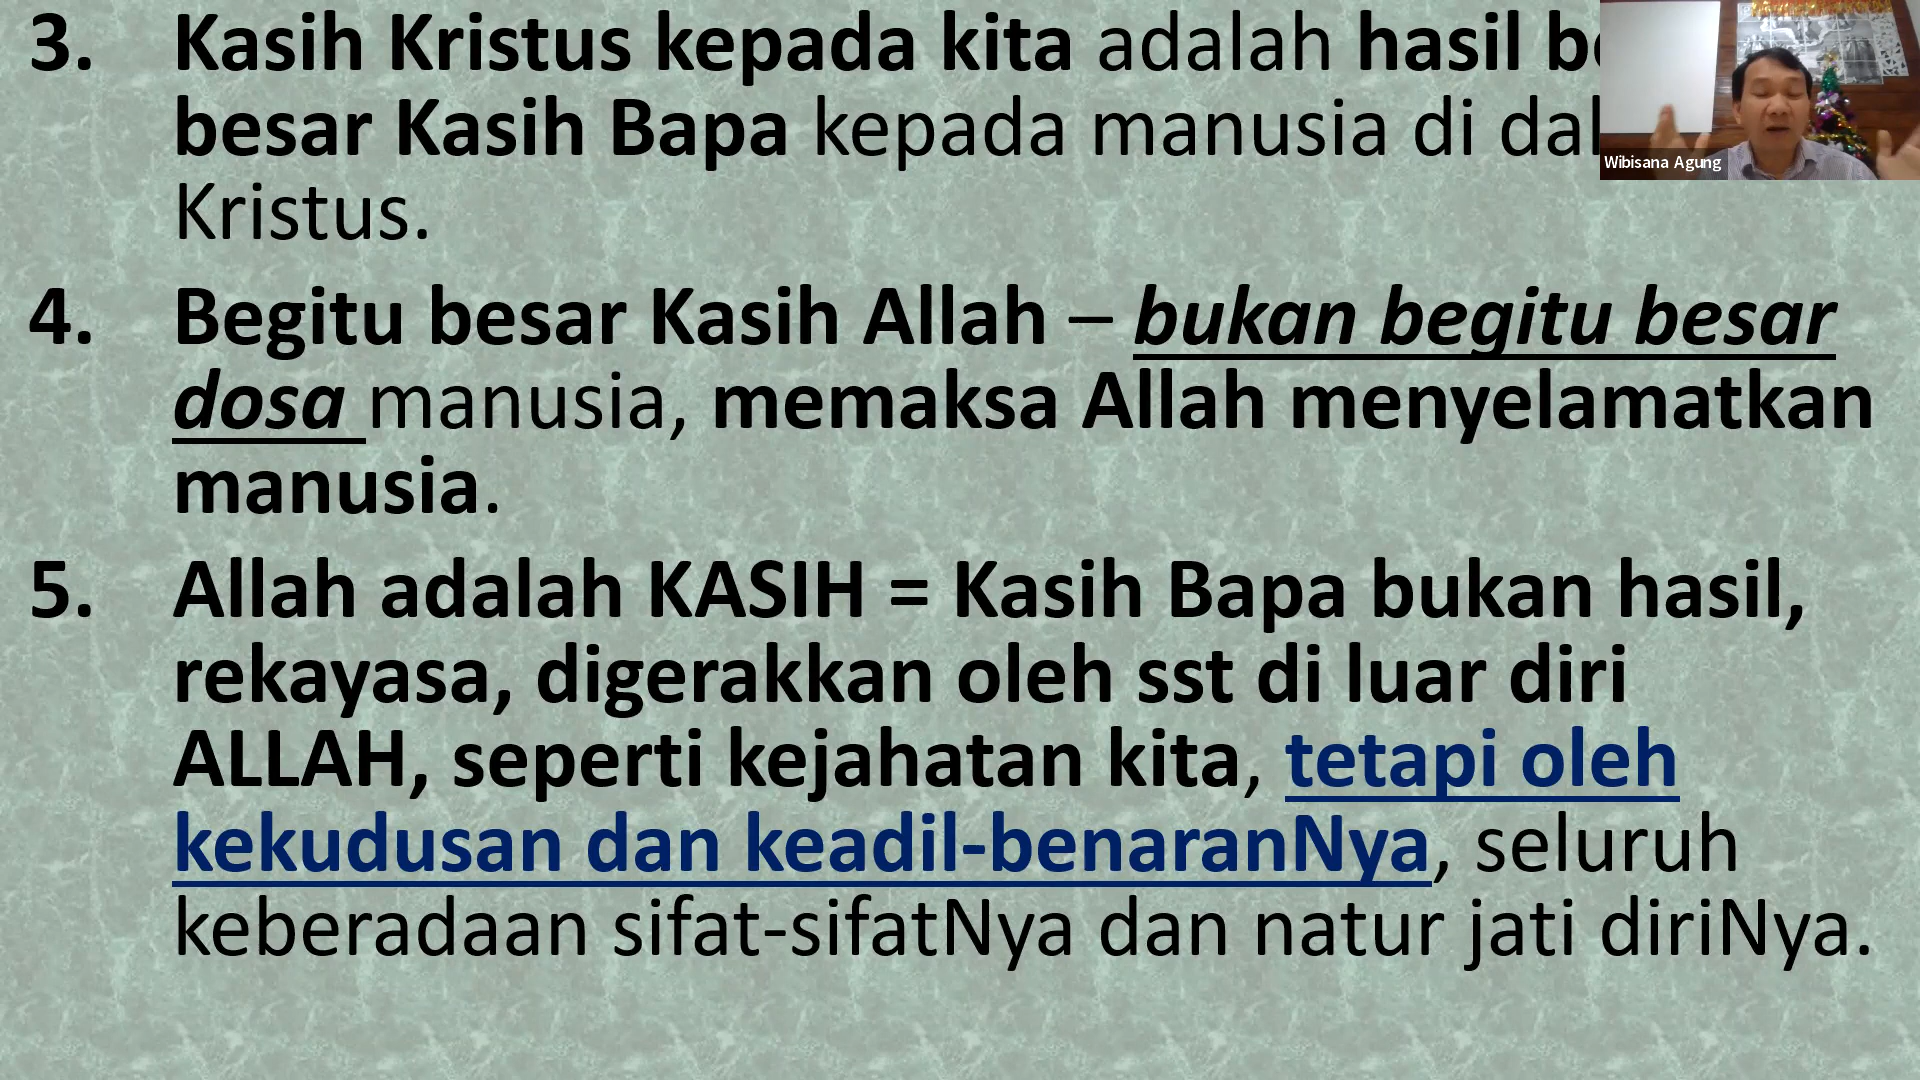 3. Kasih Kristus kepada kita adalah hasil
besar Kasih Bapa kepada manusia di
Kristus.
4. Begitu besar Kasih Allah – bukan begitu besar
dosa manusia, memaksa Allah menyelamatkan
manusia.
5. Allah adalah KASIH = Kasih Bapa bukan hasil,
rekayasa, digerakkan oleh sst di luar diri
ALLAH, seperti kejahatan kita, tetapi oleh
kekudusan dan keadil-benaranNya, seluruh
keberadaan sifat-sifatNya dan natur jati diriNya.
Wibisana Agung